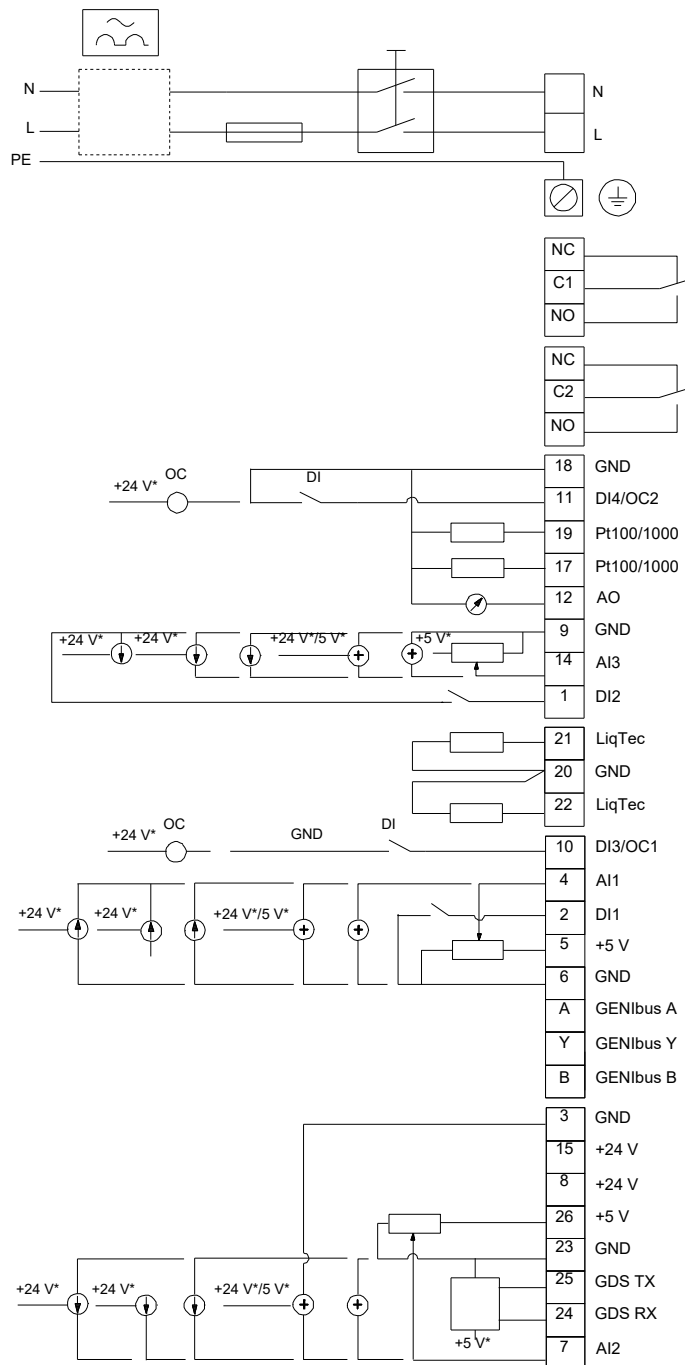 N
N
L
L
PE
NC
C1
NO
NC
C2
NO
18 GND
+24 V* OC DI
11 DI4/OC2
19 Pt100/1000
17 Pt100/1000
12 AO
9 GND
+24 V* +24 V* +24 V*/5 V* +5 V*
14 AI3
1 DI2
21 LiqTec
20 GND
22 LiqTec
+24 V* OC GND DI
10 DI3/OC1
4 AI1
2 DI1
+24 V* +24 V* +24 V*/5 V*
5 +5 V
6 GND
A GENIbus A
Y GENIbus Y
B GENIbus B
3 GND
15 +24 V
8 +24 V
26 +5 V
23 GND
25 GDS TX
+24 V* +24 V* +24 V*/5 V*
24 GDS RX
+5 V*
7 AI2